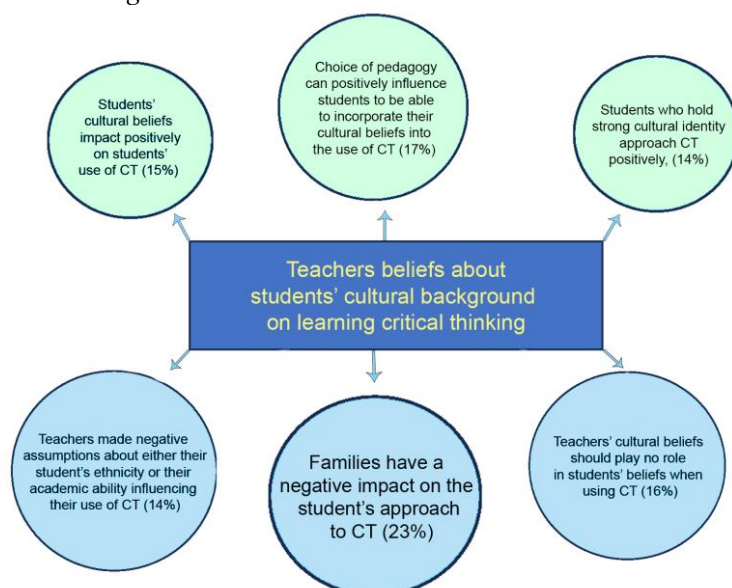 Students'
cultural beliefs
impact positively
on students'
use of CT (15%)
Choice of pedagogy
can positively influence
students to be able
to incorporate their
cultural beliefs into
the use of CT (17%)
Students who hold
strong cultural identity
approach CT
positively, (14%)
Teachers beliefs about
students' cultural background
on learning critical thinking
Teachers made negative
assumptions about either their
student's ethnicity or their
academic ability influencing
their use of CT (14%)
Families have a
negative impact on the
student's approach
to CT (23%)
Teachers' cultural beliefs
should play no role
in students' beliefs when
using CT (16%)